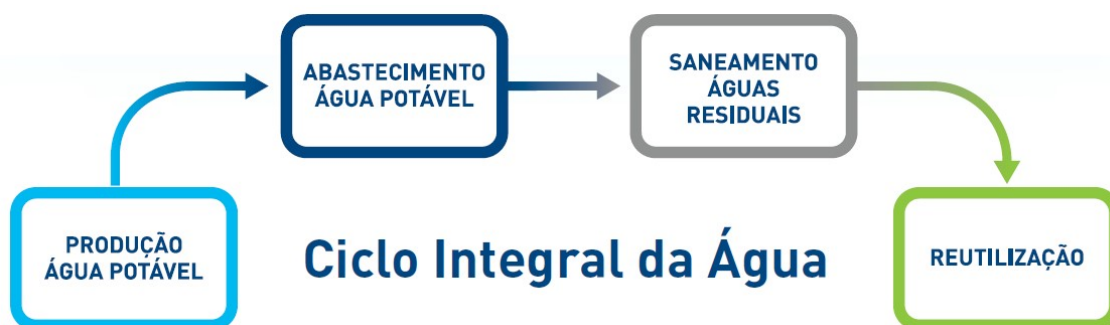 ABASTECIMENTO
ÁGUA POTÁVEL
SANEAMENTO
ÁGUAS
RESIDUAIS
PRODUÇÃO
ÁGUA POTÁVEL
Ciclo Integral da Água
REUTILIZAÇÃO